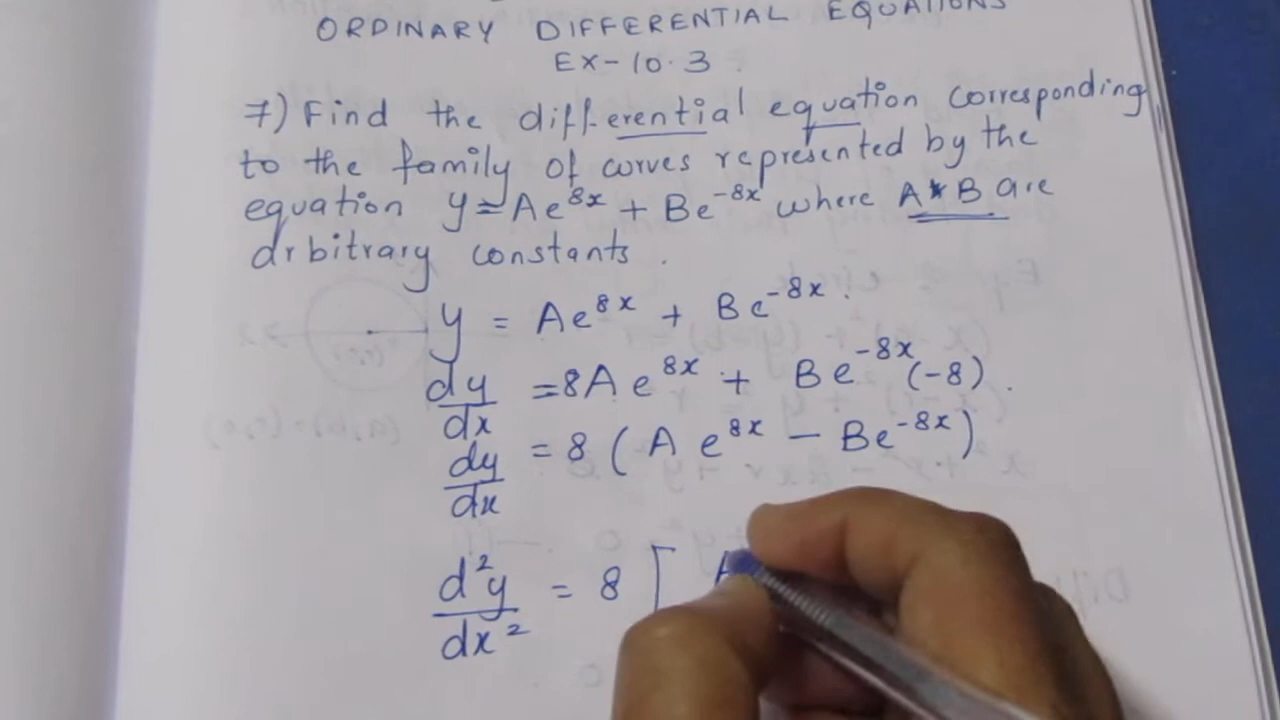 ORDINARY DIFFERENTIAL EQUATIONS
EX-10.3
7) Find the differential equation corresponding
to the family of curves represented by the
equation y = Ae^8x + Be^-8x where A & B are
arbitrary constants.
y = Ae^8x + Be^-8x.
dy/dx = 8Ae^8x + Be^-8x (-8).
dy/dx = 8(Ae^8x - Be^-8x)
d²y/dx² = 8[ A